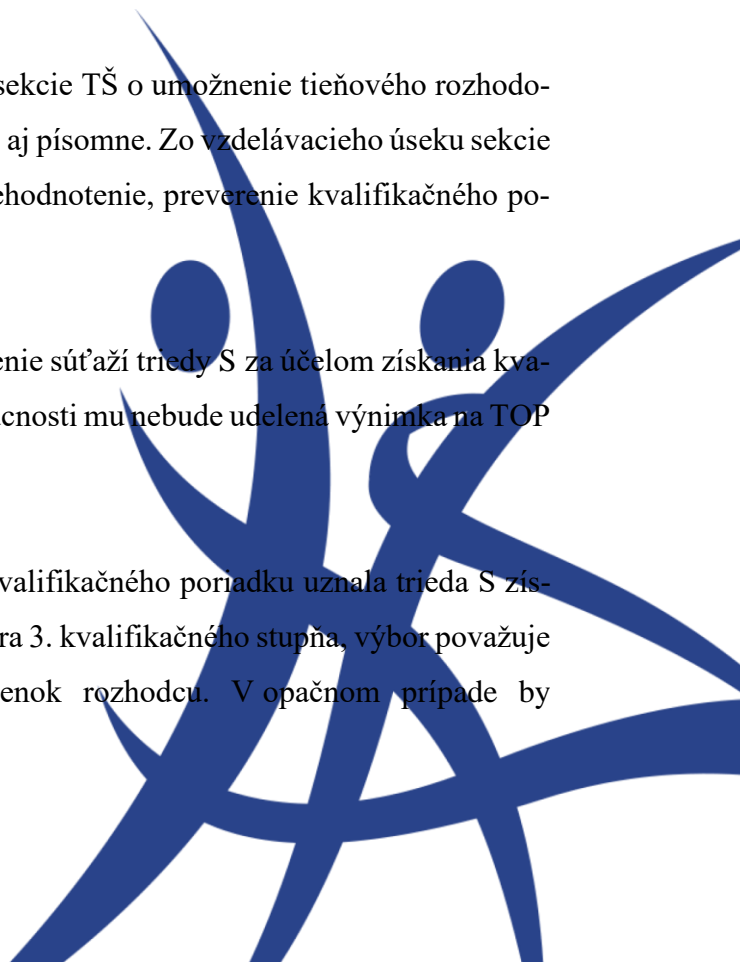 sekcie TŠ o umožnenie tieňového rozhodo-
aj písomne. Zo vzdelávacieho úseku sekcie
ehodnotenie, preverenie kvalifikačného po-
enie súťaží triedy S za účelom získania kva-
cnosti mu nebude udelená výnimka na TOP
valifikačného poriadku uznala trieda S zís-
ra 3. kvalifikačného stupňa, výbor považuje
enok rozhodcu. V opačnom prípade by